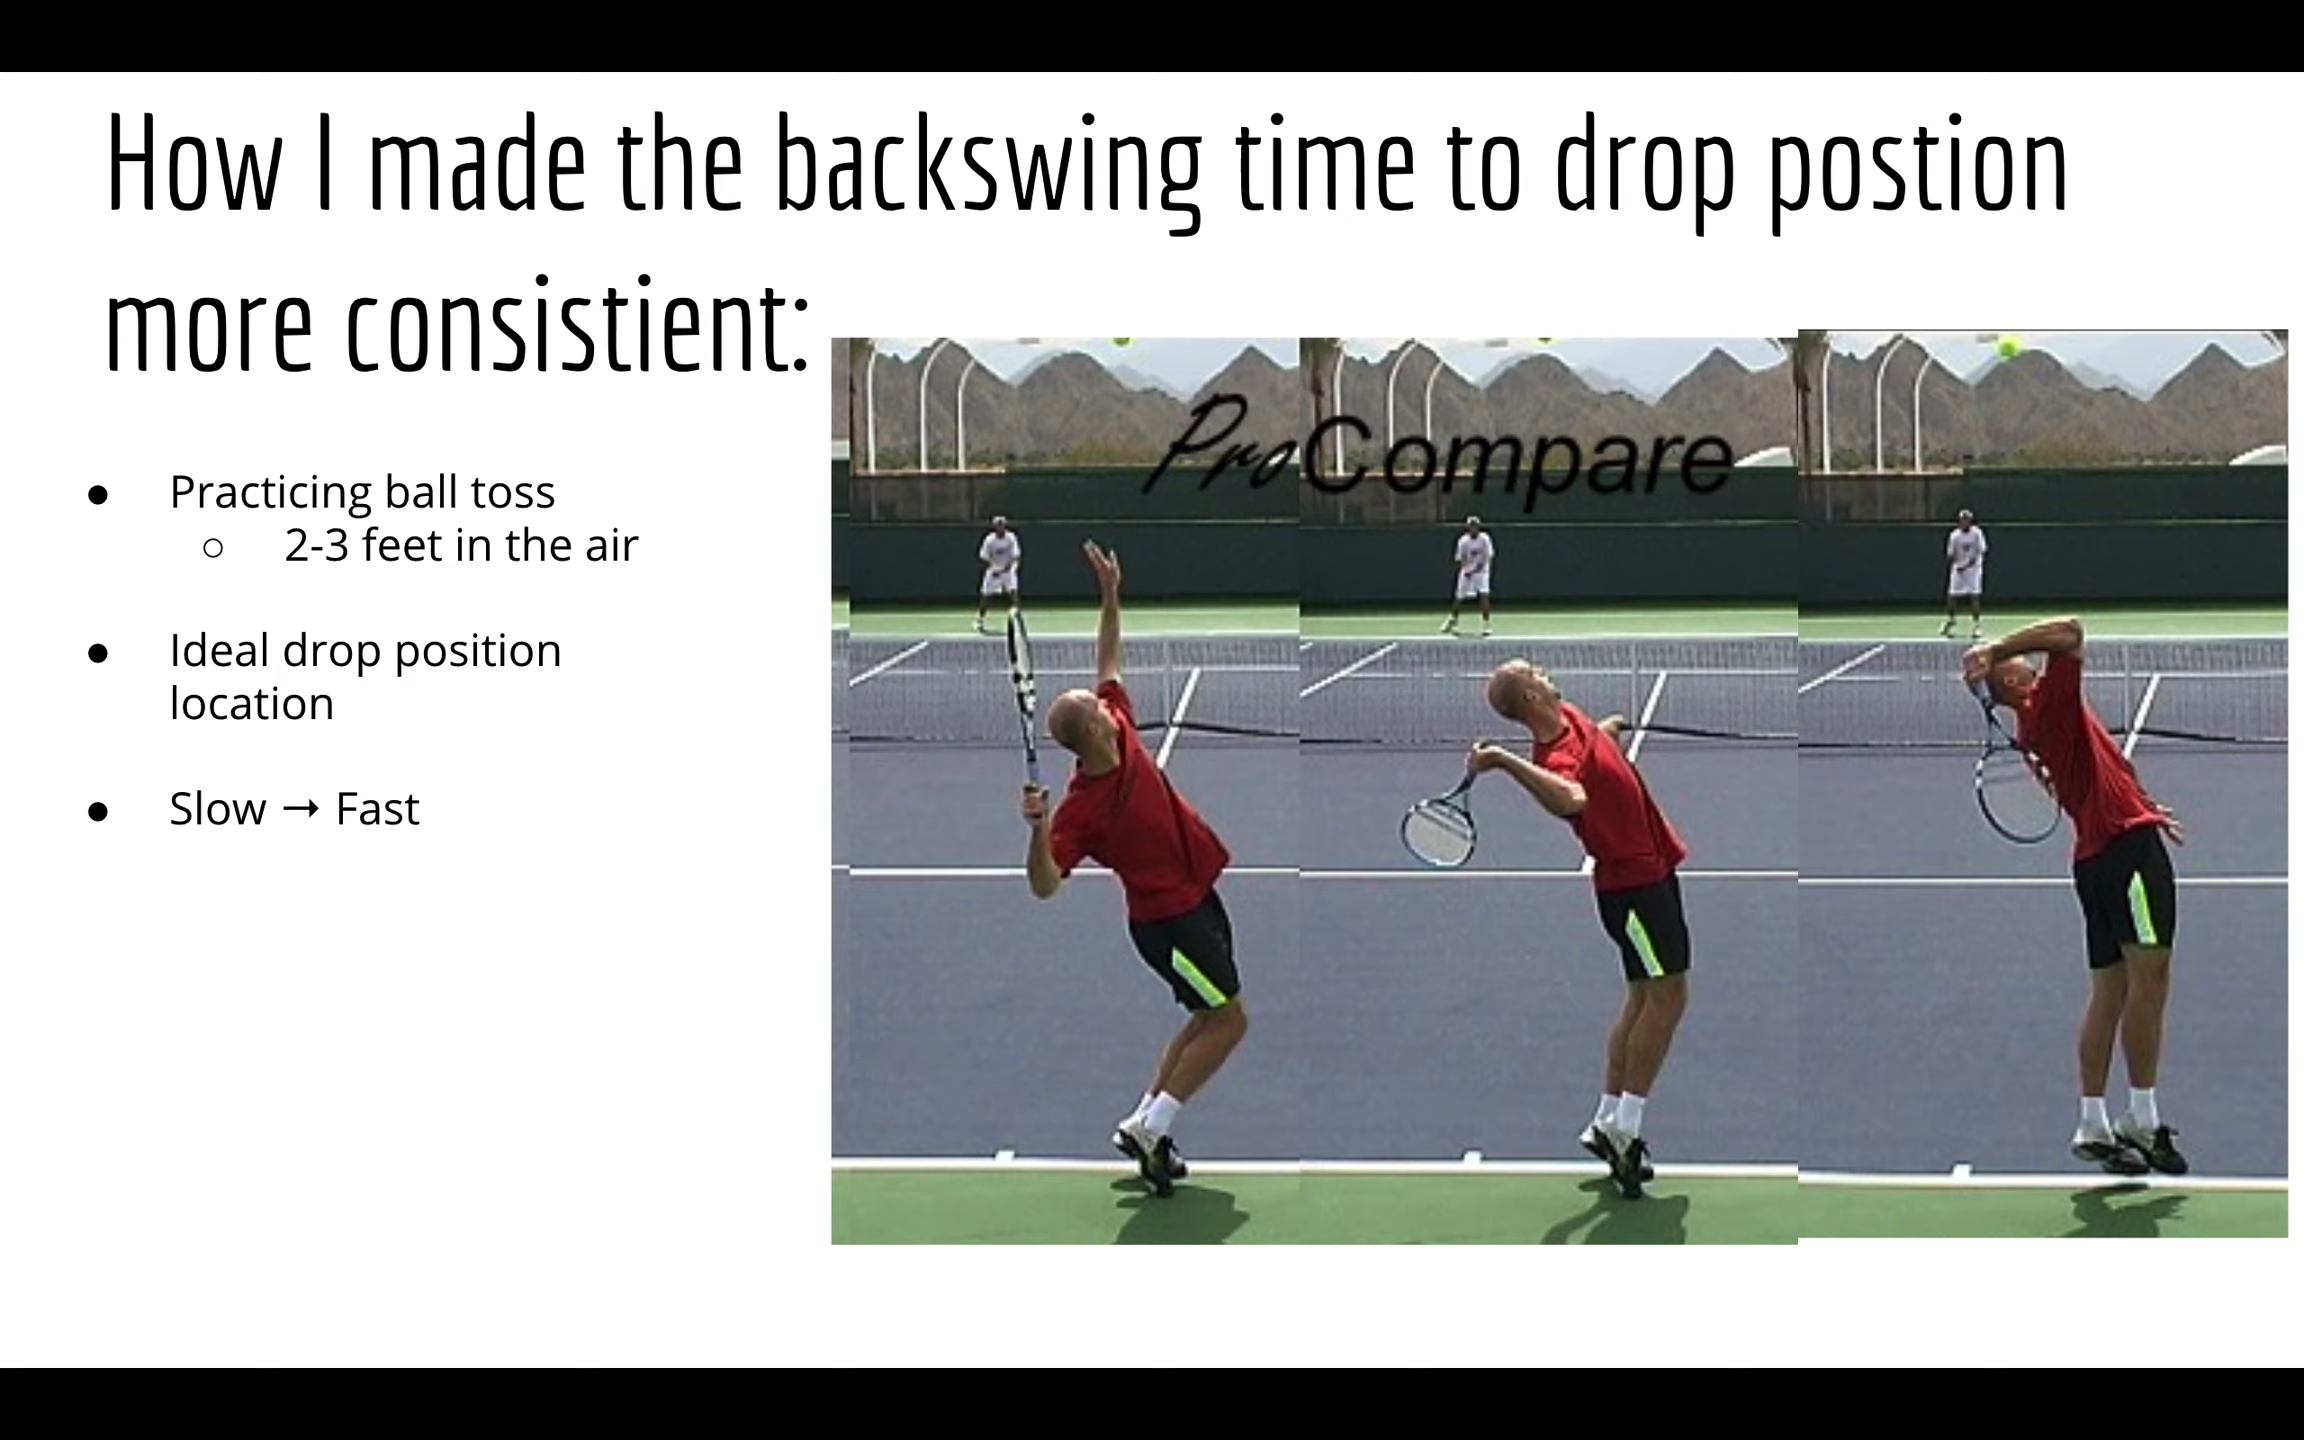 How I made the backswing time to drop postion
more consistient:
ProCompare
● Practicing ball toss
○ 2-3 feet in the air
● Ideal drop position
location
● Slow → Fast